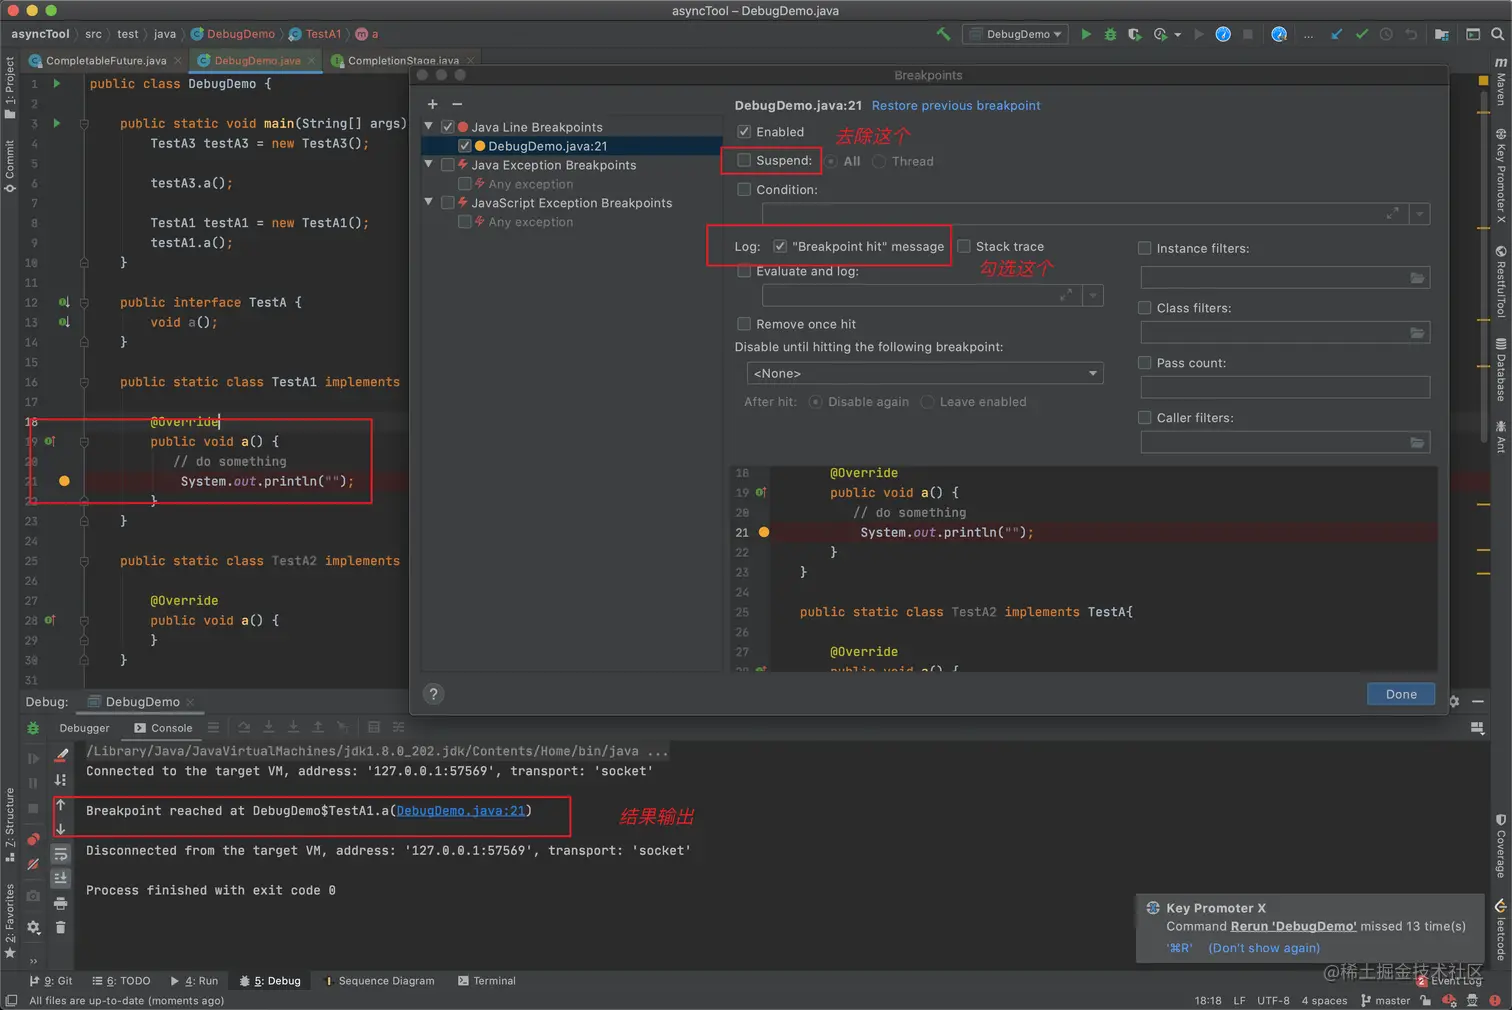 asyncTool – DebugDemo.java
asyncTool src test java DebugDemo TestA1 a
DebugDemo
CompletableFuture.java DebugDemo.java CompletionStage.java
1: Project
Commit
Z: Structure
2: Favorites
1 public class DebugDemo {
2
3 public static void main(String[] args)
4 TestA3 testA3 = new TestA3();
5
6 testA3.a();
7
8 TestA1 testA1 = new TestA1();
9 testA1.a();
10 }
11
12 public interface TestA {
13 void a();
14 }
15
16 public static class TestA1 implements
17
18 @Override
19 public void a() {
20 // do something
21 System.out.println("");
22 }
23 }
24
25 public static class TestA2 implements
26
27 @Override
28 public void a() {
29 }
30 }
31
Breakpoints
Java Line Breakpoints
DebugDemo.java:21
Java Exception Breakpoints
Any exception
JavaScript Exception Breakpoints
Any exception
DebugDemo.java:21 Restore previous breakpoint
Enabled 去除这个
Suspend: All Thread
Condition:
Log: "Breakpoint hit" message Stack trace
勾选这个
Evaluate and log:
Remove once hit
Disable until hitting the following breakpoint:
<None>
After hit: Disable again Leave enabled
Instance filters:
Class filters:
Pass count:
Caller filters:
18 @Override
19 public void a() {
20 // do something
21 System.out.println("");
22 }
23 }
24
25 public static class TestA2 implements TestA{
26
27 @Override
28 public void a() {
? Done
Maven
Key Promoter X
RestfulTool
Database
Ant
Coverage
leetcode
Debug: DebugDemo
Debugger Console
/Library/Java/JavaVirtualMachines/jdk1.8.0_202.jdk/Contents/Home/bin/java ...
Connected to the target VM, address: '127.0.0.1:57569', transport: 'socket'
Breakpoint reached at DebugDemo$TestA1.a(DebugDemo.java:21)
结果输出
Disconnected from the target VM, address: '127.0.0.1:57569', transport: 'socket'
Process finished with exit code 0
Key Promoter X
Command Rerun 'DebugDemo' missed 13 time(s)
'⌘R' (Don't show again)
@稀土掘金技术社区
9: Git 6: TODO 4: Run 5: Debug Sequence Diagram Terminal 2 Event Log
All files are up-to-date (moments ago) 18:18 LF UTF-8 4 spaces master